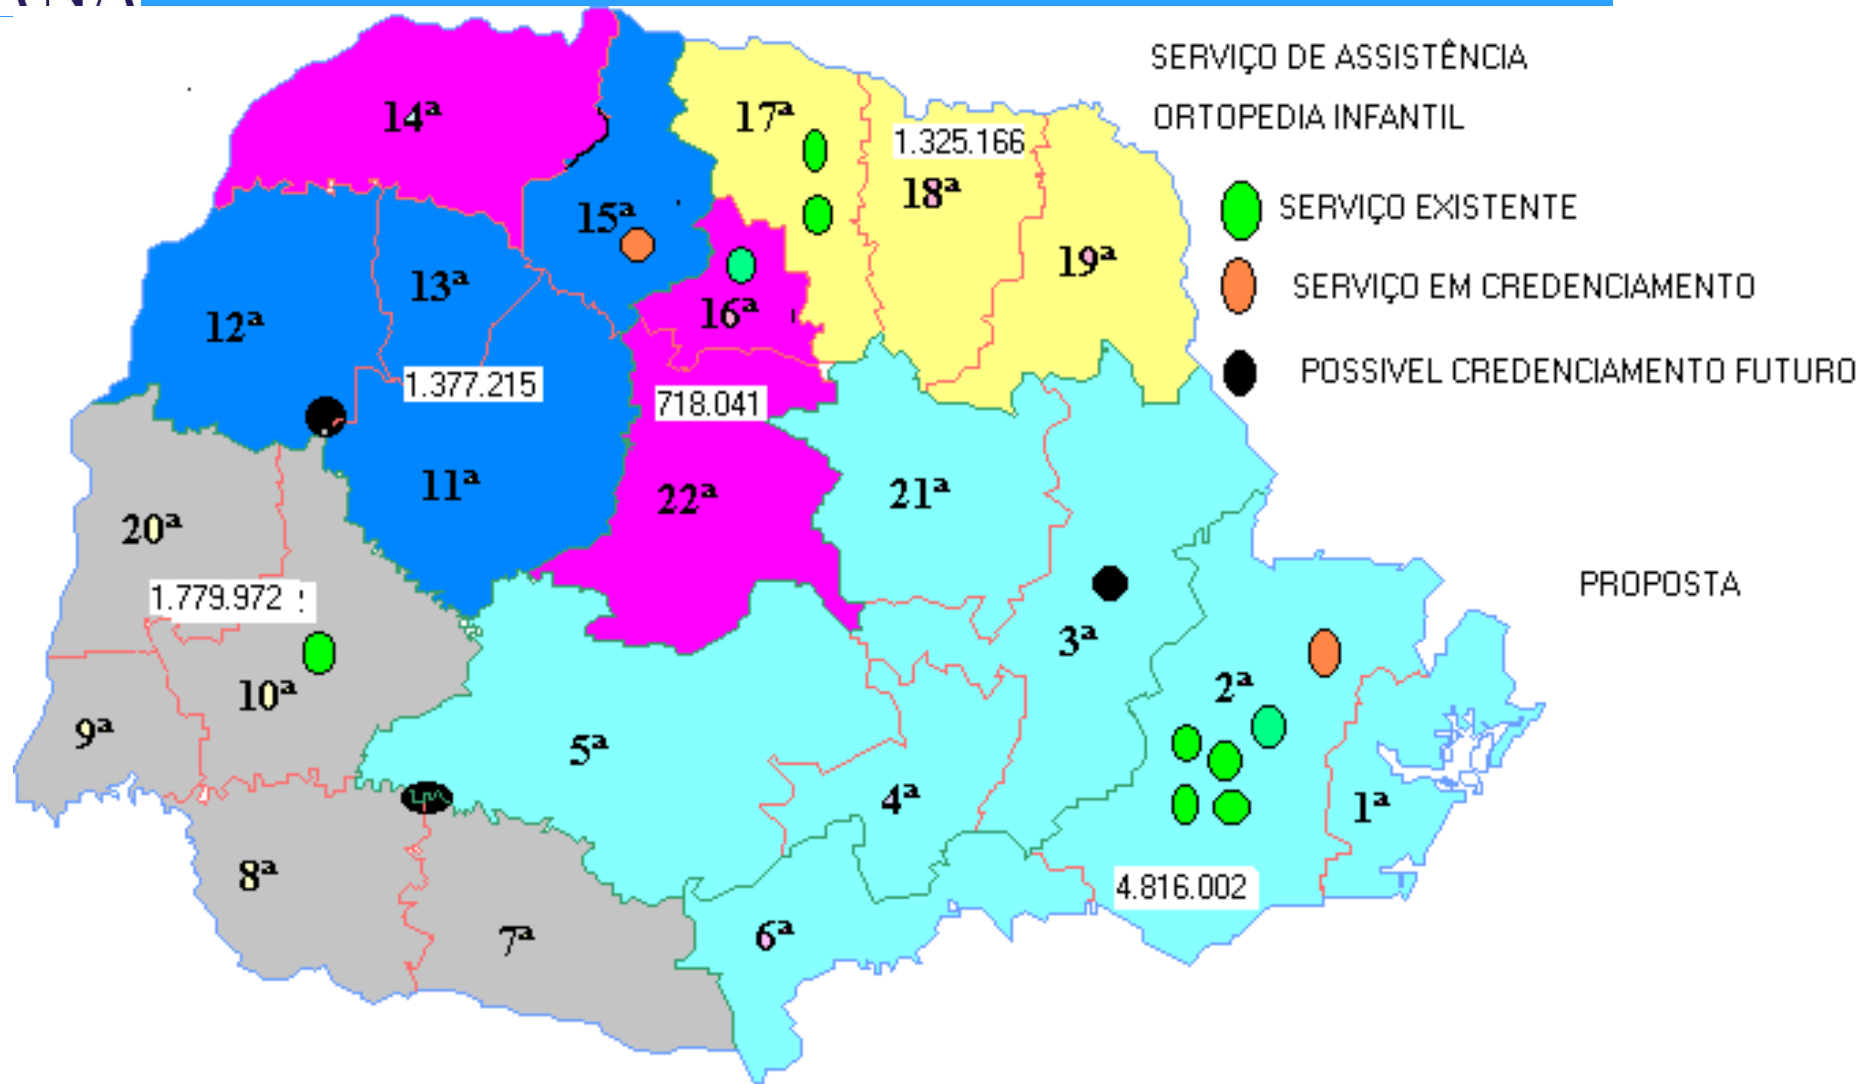 SERVIÇO DE ASSISTÊNCIA
ORTOPEDIA INFANTIL
SERVIÇO EXISTENTE
SERVIÇO EM CREDENCIAMENTO
POSSIVEL CREDENCIAMENTO FUTURO
PROPOSTA
14ª
17ª
1.325.166
18ª
15ª
19ª
13ª
16ª
12ª
1.377.215
718.041
11ª
22ª
21ª
20ª
1.779.972 :
3ª
10ª
2ª
9ª
5ª
4ª
1ª
8ª
4.816.002
7ª
6ª